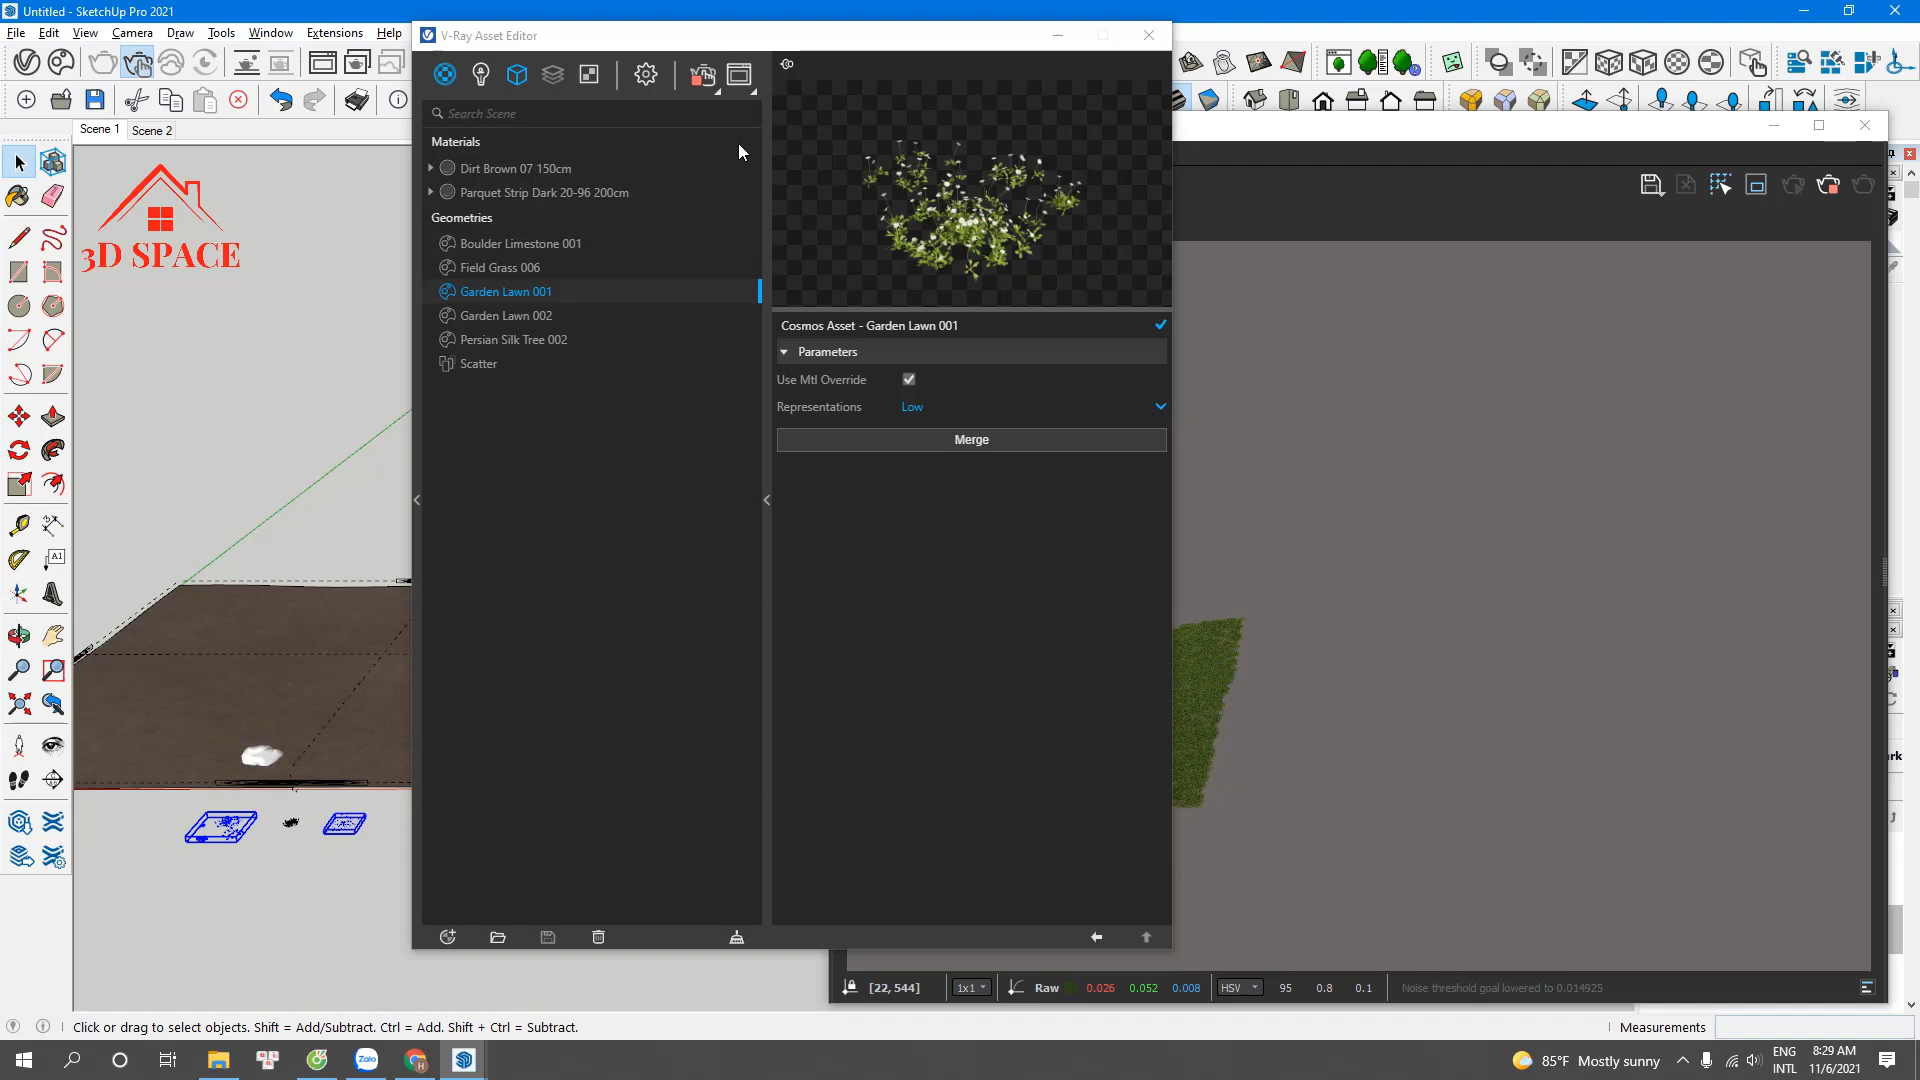 Untitled - SketchUp Pro 2021
File Edit View Camera Draw Tools Window Extensions Help
V-Ray Asset Editor
Search Scene
Scene 1 Scene 2
Materials
Dirt Brown 07 150cm
Parquet Strip Dark 20-96 200cm
Geometries
Boulder Limestone 001
Field Grass 006
Garden Lawn 001
Garden Lawn 002
Persian Silk Tree 002
Scatter
3D SPACE
Cosmos Asset - Garden Lawn 001
Parameters
Use Mtl Override
Representations Low
Merge
A1
[22, 544] 1x1 Raw 0.026 0.052 0.008 HSV 95 0.8 0.1 Noise threshold goal lowered to 0.014925
Click or drag to select objects. Shift = Add/Subtract. Ctrl = Add. Shift + Ctrl = Subtract.
Measurements
Zalo
85°F Mostly sunny
ENG
INTL
8:29 AM
11/6/2021